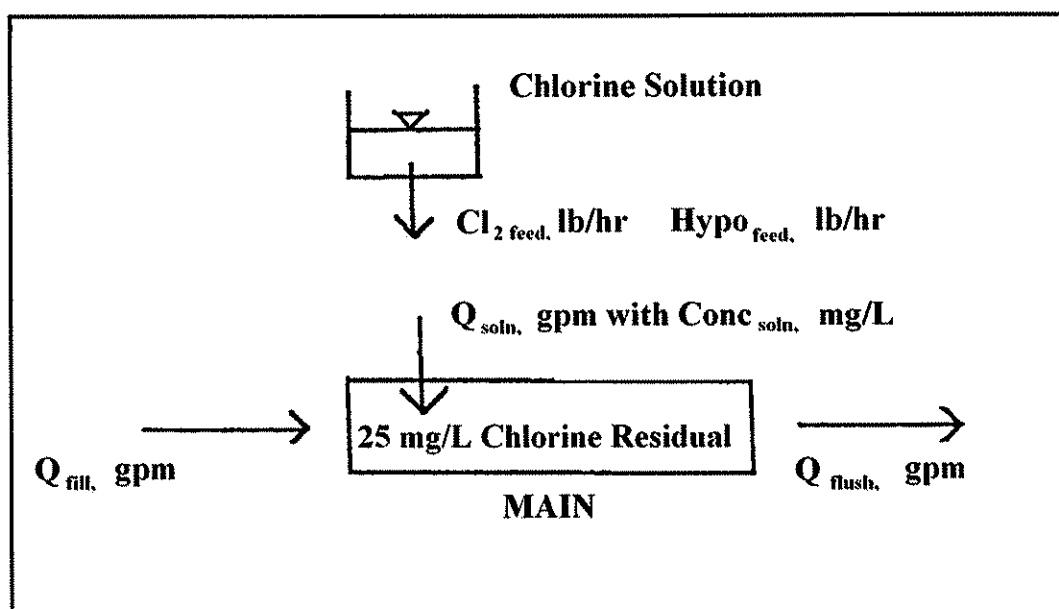 Chlorine Solution
Cl2 feed, lb/hr Hypo feed, lb/hr
Q soln, gpm with Conc soln, mg/L
25 mg/L Chlorine Residual
Q fill, gpm
Q flush, gpm
MAIN